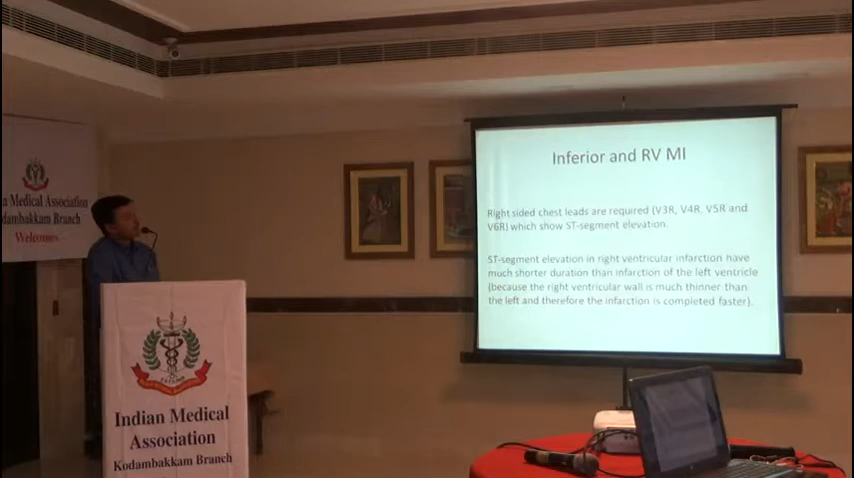 n Medical Association
dambakkam Branch
Welcomes
Indian Medical
Association
Kodambakkam Branch
Inferior and RV MI
Right sided chest leads are required (V3R, V4R, V5R and
V6R) which show ST-segment elevation.
ST-segment elevation in right ventricular infarction have
much shorter duration than infarction of the left ventricle
(because the right ventricular wall is much thinner than
the left and therefore the infarction is completed faster).